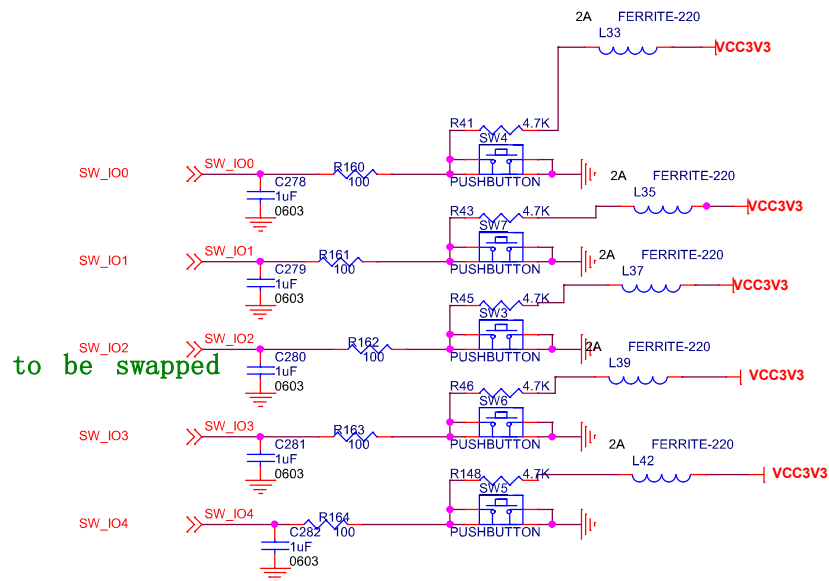 2A FERRITE-220
L33
VCC3V3
R41 4.7K
SW4
SW_IO0 SW_IO0 R160
100
C278
1uF
0603
PUSHBUTTON
2A FERRITE-220
L35
VCC3V3
R43 4.7K
SW7
SW_IO1 SW_IO1 R161
100
C279
1uF
0603
PUSHBUTTON
2A FERRITE-220
L37
VCC3V3
R45 4.7K
SW3
SW_IO2 SW_IO2 R162
100
C280
1uF
0603
PUSHBUTTON
to be swapped
2A FERRITE-220
L39
VCC3V3
R46 4.7K
SW6
SW_IO3 SW_IO3 R163
100
C281
1uF
0603
PUSHBUTTON
2A FERRITE-220
L42
VCC3V3
R148 4.7K
SW5
SW_IO4 SW_IO4 R164
100
C282
1uF
0603
PUSHBUTTON